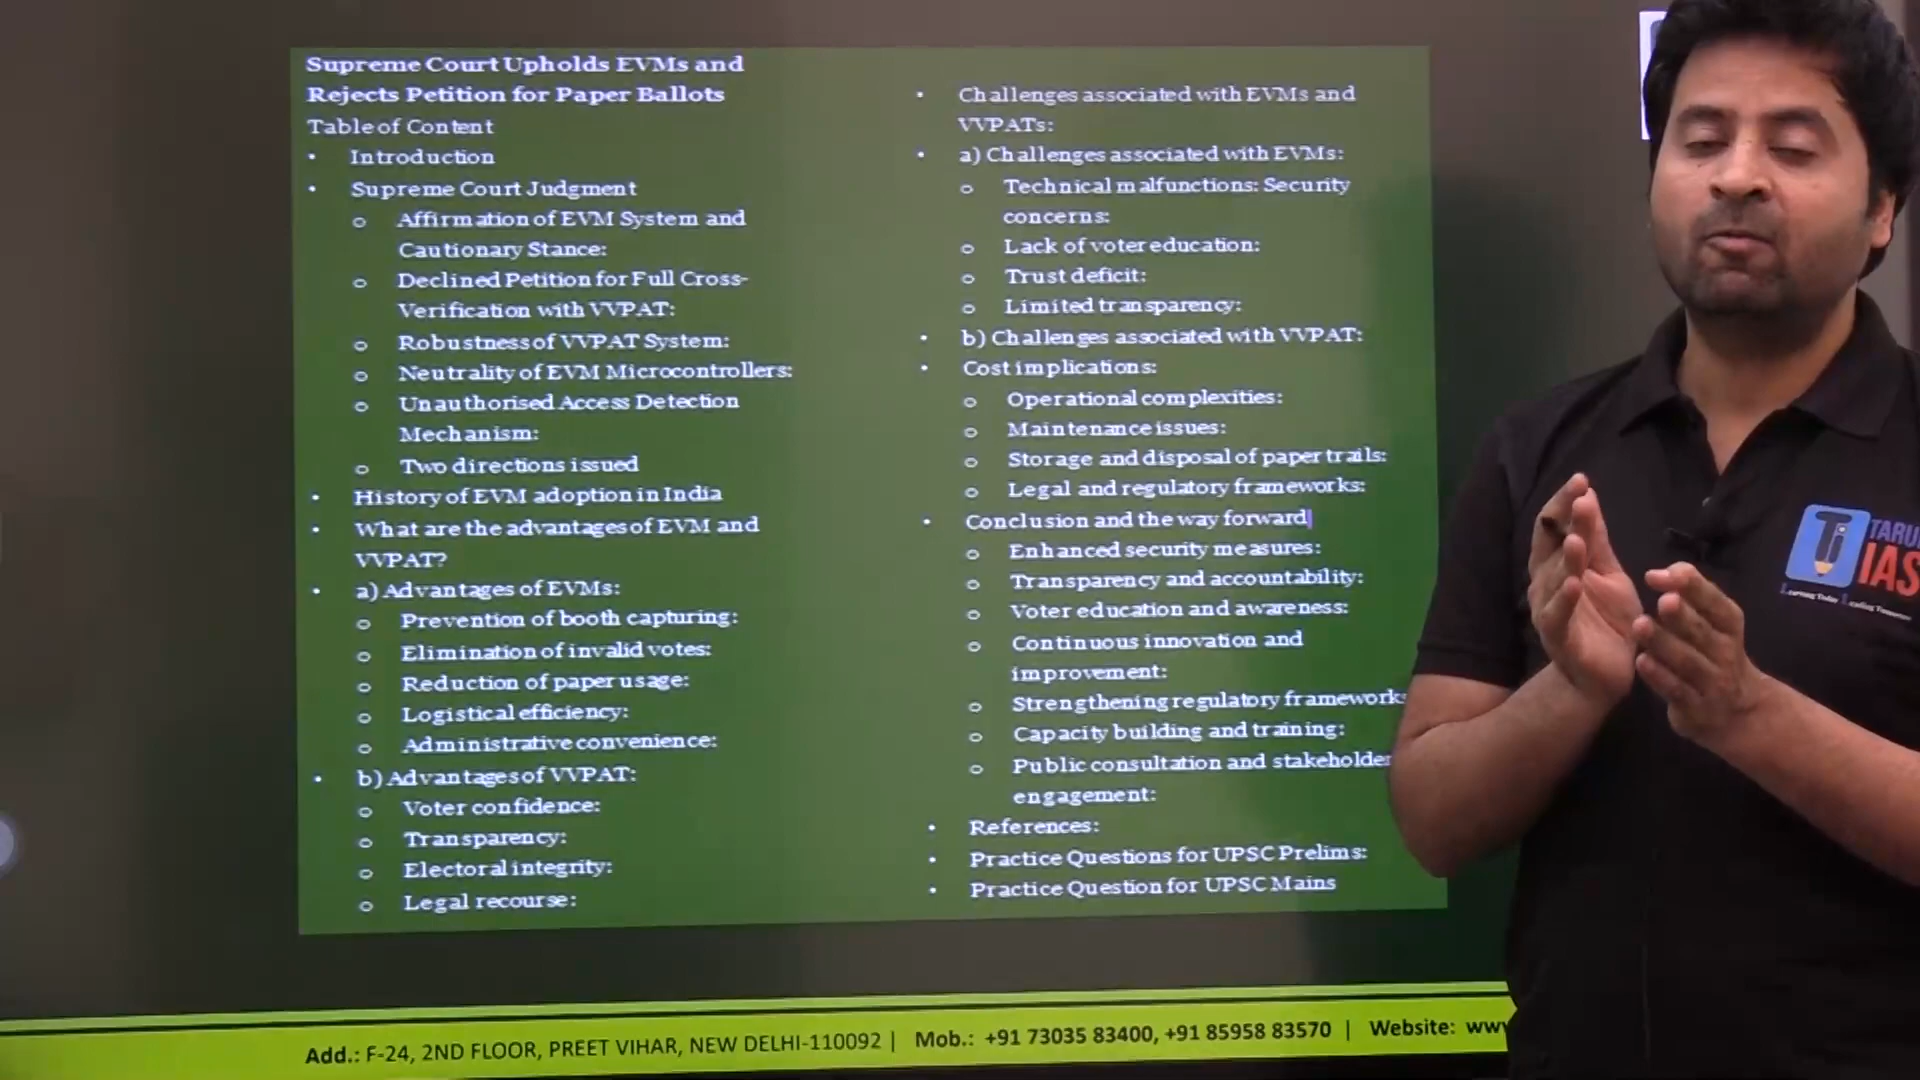 Supreme Court Upholds EVMs and
Rejects Petition for Paper Ballots
Table of Content
• Introduction
• Supreme Court Judgment
o Affirmation of EVM System and
Cautionary Stance:
o Declined Petition for Full Cross-
Verification with VVPAT:
o Robustness of VVPAT System:
o Neutrality of EVM Microcontrollers:
o Unauthorised Access Detection
Mechanism:
o Two directions issued
• History of EVM adoption in India
• What are the advantages of EVM and
VVPAT?
• a) Advantages of EVMs:
o Prevention of booth capturing:
o Elimination of invalid votes:
o Reduction of paper usage:
o Logistical efficiency:
o Administrative convenience:
• b) Advantages of VVPAT:
o Voter confidence:
o Transparency:
o Electoral integrity:
o Legal recourse:
• Challenges associated with EVMs and
VVPATs:
• a) Challenges associated with EVMs:
o Technical malfunctions: Security
concerns:
o Lack of voter education:
o Trust deficit:
o Limited transparency:
• b) Challenges associated with VVPAT:
• Cost implications:
o Operational complexities:
o Maintenance issues:
o Storage and disposal of paper trails:
o Legal and regulatory frameworks:
• Conclusion and the way forward
o Enhanced security measures:
o Transparency and accountability:
o Voter education and awareness:
o Continuous innovation and
improvement:
o Strengthening regulatory frameworks
o Capacity building and training:
o Public consultation and stakeholder
engagement:
• References:
• Practice Questions for UPSC Prelims:
• Practice Question for UPSC Mains
TARU
IAS
Learning Today Leading Tomorrow
Add.: F-24, 2ND FLOOR, PREET VIHAR, NEW DELHI-110092 | Mob.: +91 73035 83400, +91 85958 83570 | Website: www